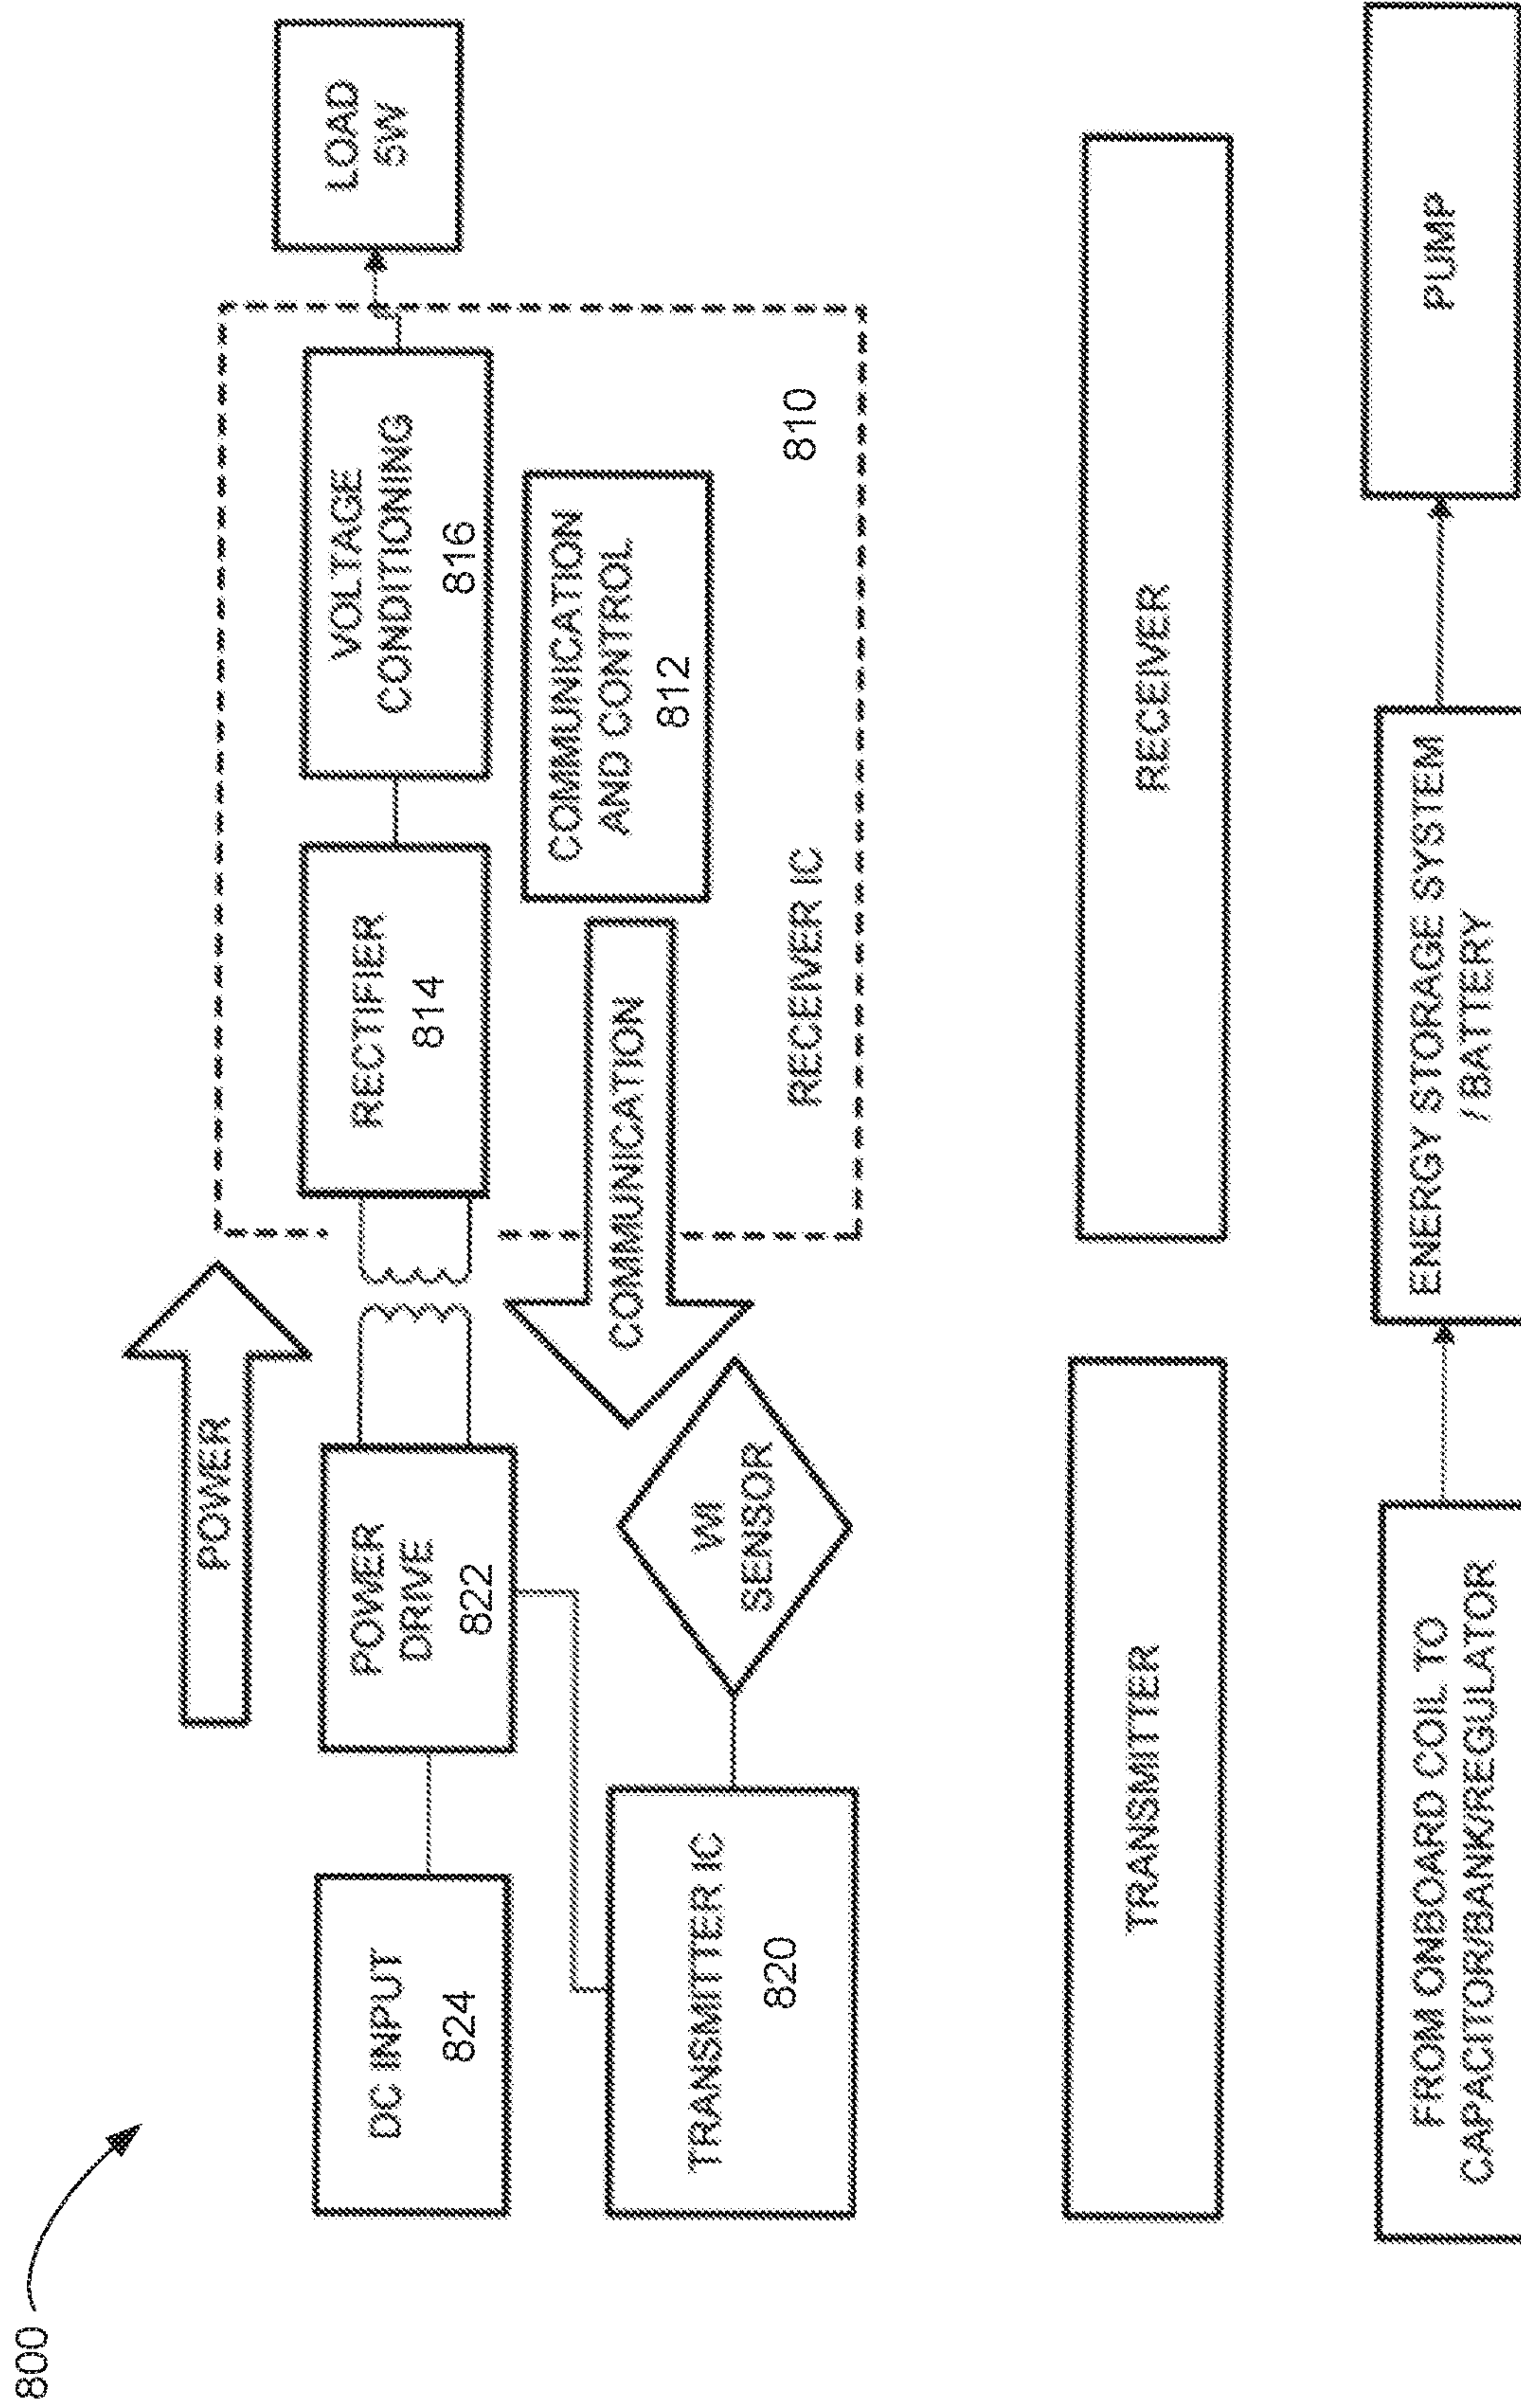 800
POWER
DC INPUT
824
POWER
DRIVE
822
RECTIFIER
814
VOLTAGE
CONDITIONING
816
LOAD
5W
TRANSMITTER IC
820
WI
SENSOR
COMMUNICATION
COMMUNICATION
AND CONTROL
812
RECEIVER IC
810
TRANSMITTER
RECEIVER
FROM ONBOARD COIL TO
CAPACITOR/BANK/REGULATOR
ENERGY STORAGE SYSTEM
/ BATTERY
PUMP